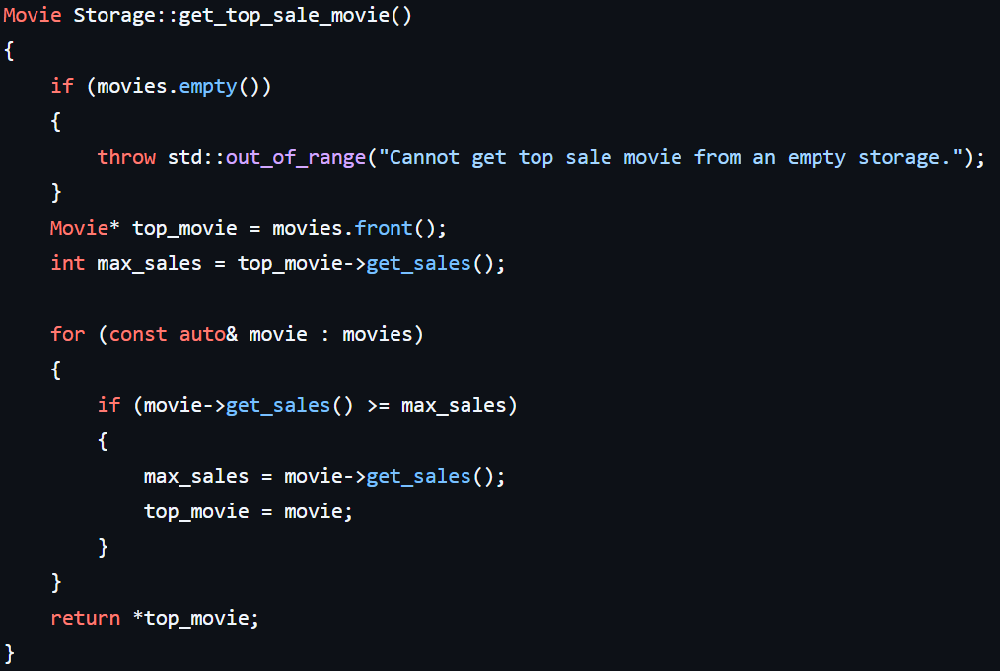 Movie Storage::get_top_sale_movie()
{
    if (movies.empty())
    {
        throw std::out_of_range("Cannot get top sale movie from an empty storage.");
    }
    Movie* top_movie = movies.front();
    int max_sales = top_movie->get_sales();

    for (const auto& movie : movies)
    {
        if (movie->get_sales() >= max_sales)
        {
            max_sales = movie->get_sales();
            top_movie = movie;
        }
    }
    return *top_movie;
}